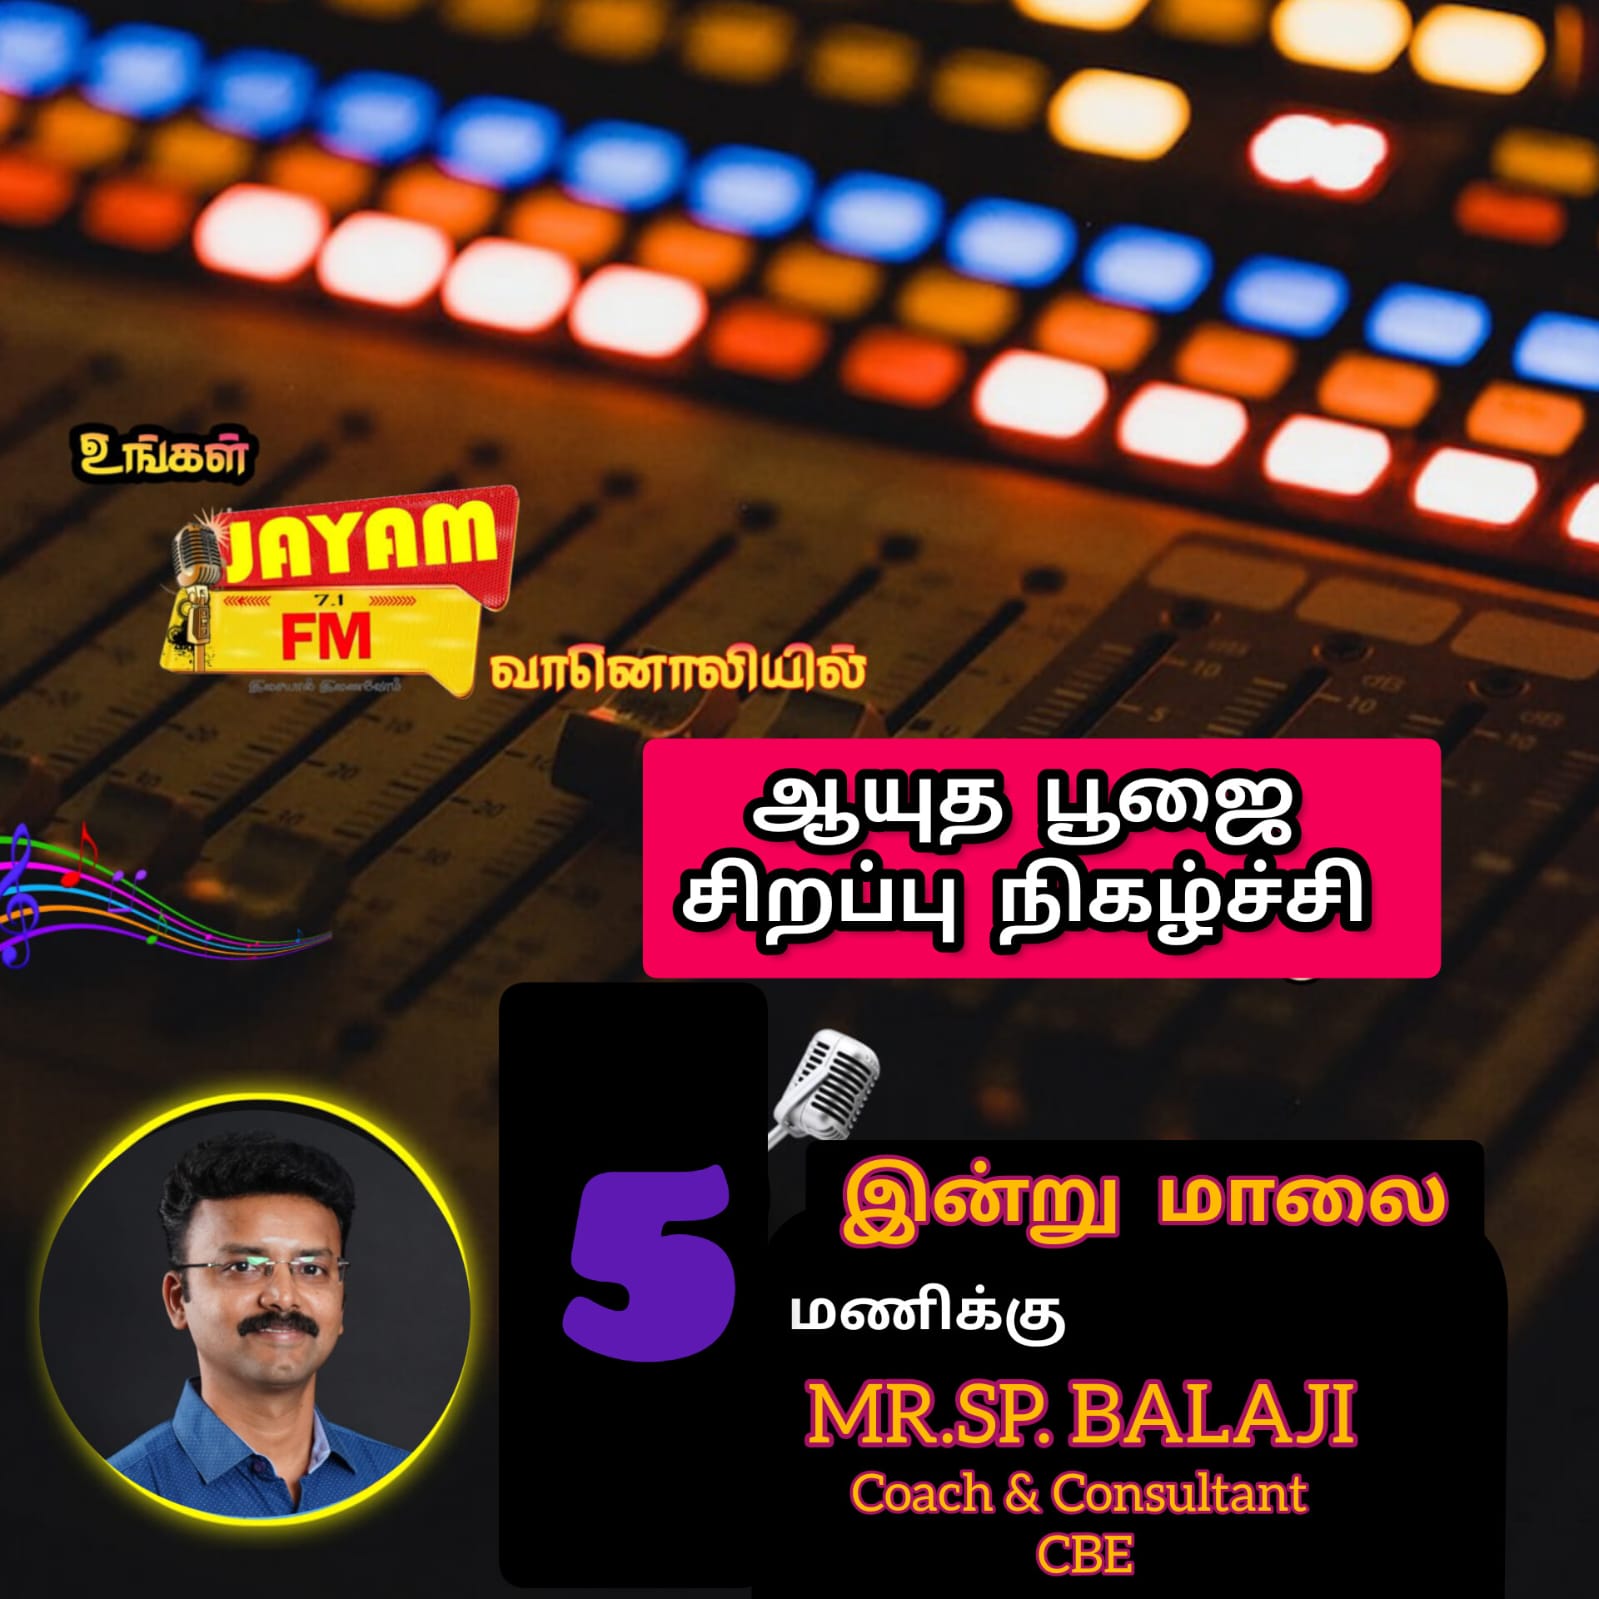 உங்கள்
JAYAM
7.1
FM
வானொலியில்
ஆயுத பூஜை
சிறப்பு நிகழ்ச்சி
5
இன்று மாலை
மணிக்கு
MR.SP. BALAJI
Coach & Consultant
CBE